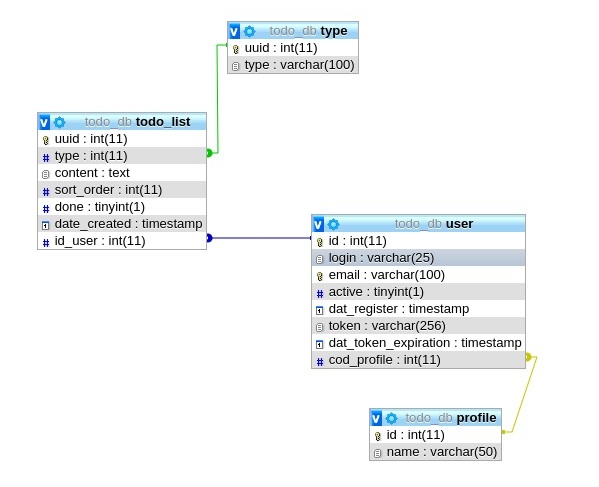 todo_db type
uuid : int(11)
type : varchar(100)
todo_db todo_list
uuid : int(11)
type : int(11)
content : text
sort_order : int(11)
done : tinyint(1)
date_created : timestamp
id_user : int(11)
todo_db user
id : int(11)
login : varchar(25)
email : varchar(100)
active : tinyint(1)
dat_register : timestamp
token : varchar(256)
dat_token_expiration : timestamp
cod_profile : int(11)
todo_db profile
id : int(11)
name : varchar(50)